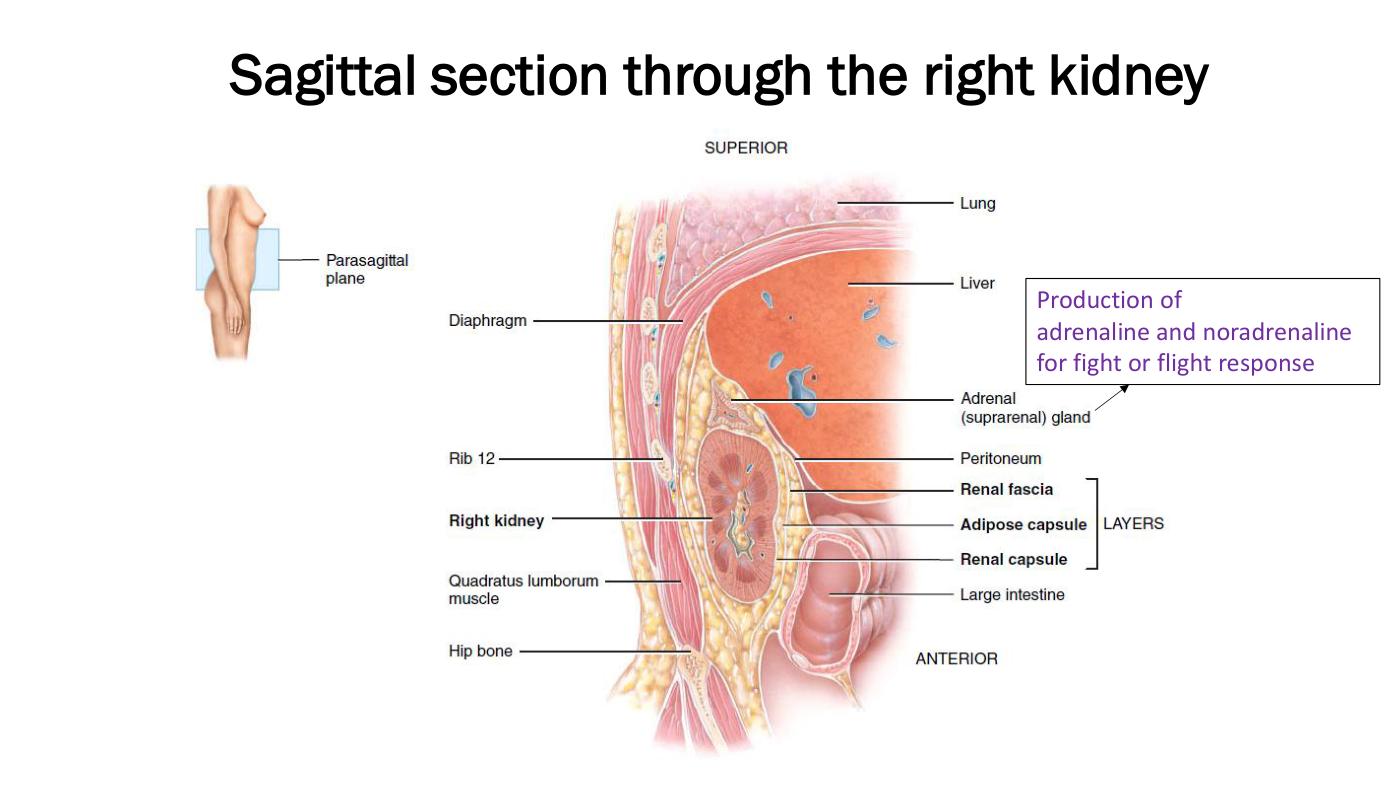 Sagittal section through the right kidney
SUPERIOR
Parasagittal
plane
Diaphragm
Rib 12
Right kidney
Quadratus lumborum
muscle
Hip bone
Lung
Liver
Production of
adrenaline and noradrenaline
for fight or flight response
Adrenal
(suprarenal) gland
Peritoneum
Renal fascia
Adipose capsule
Renal capsule
LAYERS
Large intestine
ANTERIOR